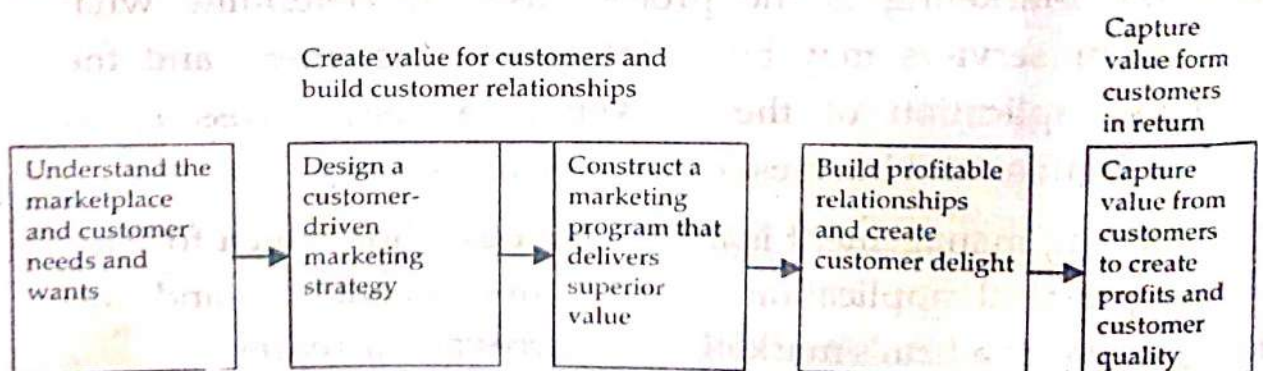 Create value for customers and
build customer relationships
Capture
value form
customers
in return
Understand the
marketplace
and customer
needs and
wants
Design a
customer-
driven
marketing
strategy
Construct a
marketing
program that
delivers
superior
value
Build profitable
relationships
and create
customer delight
Capture
value from
customers
to create
profits and
customer
quality